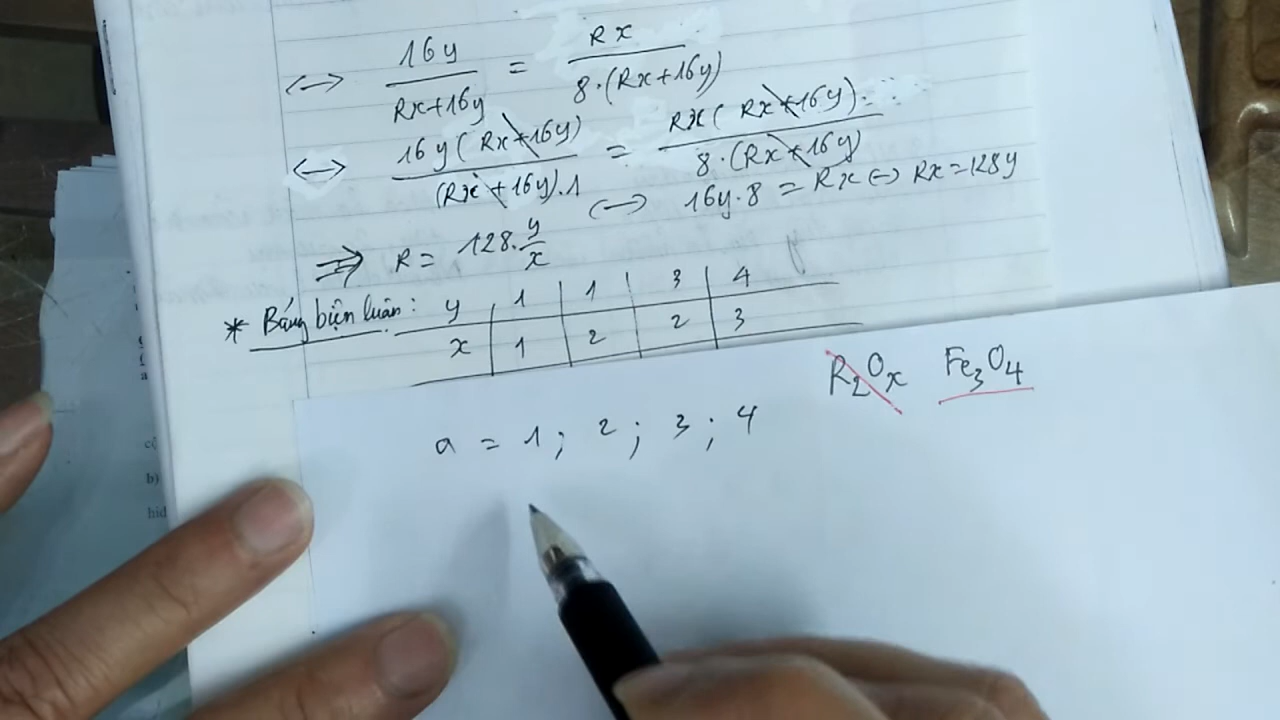 <-> 16y / Rx+16y = Rx / 8.(Rx+16y)
<-> 16y(Rx+16y) / (Rx+16y).1 = Rx(Rx+16y) / 8.(Rx+16y)
<-> 16y.8 = Rx <-> Rx=128y
=> R = 128.y/x
* Bảng biện luận: y | 1 | 1 | 3 | 4
x | 1 | 2 | 2 | 3
R₂Oₓ Fe₃O₄
a = 1; 2; 3; 4
b)